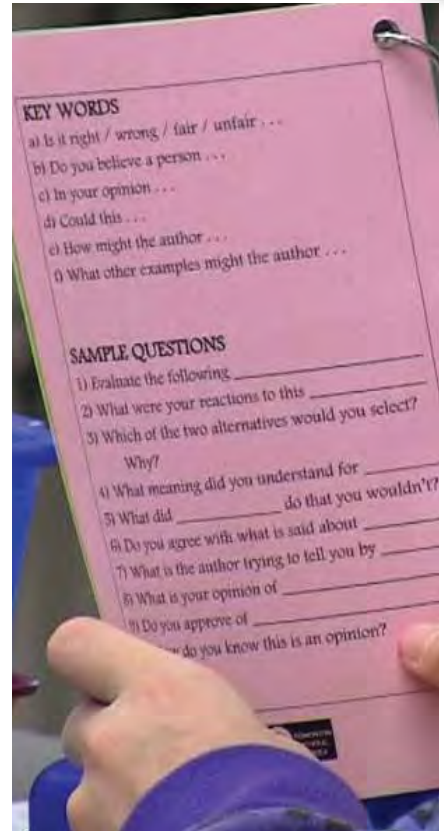 KEY WORDS
a) Is it right / wrong / fair / unfair . . .
b) Do you believe a person . . .
c) In your opinion . . .
d) Could this . . .
e) How might the author . . .
f) What other examples might the author . . .
SAMPLE QUESTIONS
1) Evaluate the following
2) What were your reactions to this
3) Which of the two alternatives would you select?
Why?
4) What meaning did you understand for
5) What did ____________ do that you wouldn't?
6) Do you agree with what is said about
7) What is the author trying to tell you by
8) What is your opinion of
9) Do you approve of
do you know this is an opinion?